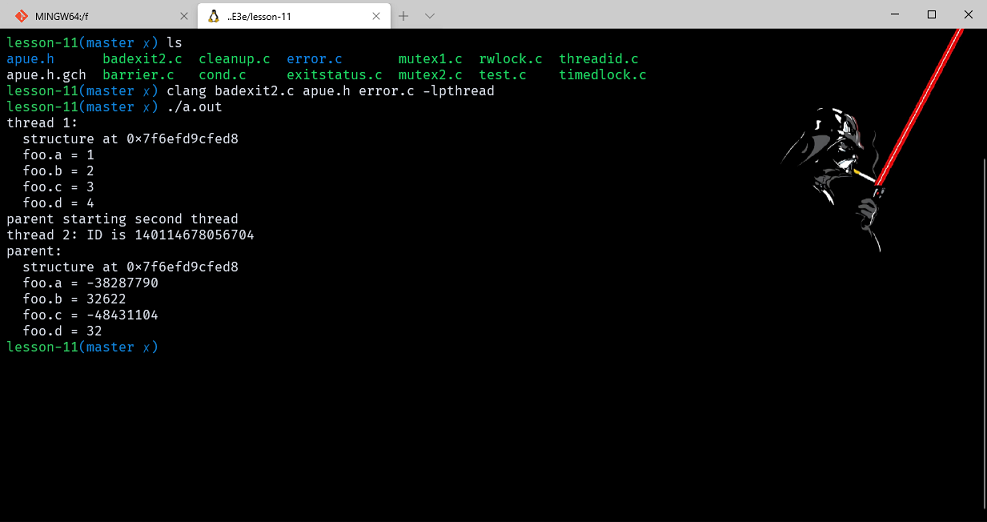 MINGW64:/f
..E3e/lesson-11
lesson-11(master x) ls
apue.h badexit2.c cleanup.c error.c mutex1.c rwlock.c threadid.c
apue.h.gch barrier.c cond.c exitstatus.c mutex2.c test.c timedlock.c
lesson-11(master x) clang badexit2.c apue.h error.c -lpthread
lesson-11(master x) ./a.out
thread 1:
structure at 0x7f6efd9cfed8
foo.a = 1
foo.b = 2
foo.c = 3
foo.d = 4
parent starting second thread
thread 2: ID is 140114678056704
parent:
structure at 0x7f6efd9cfed8
foo.a = -38287790
foo.b = 32622
foo.c = -48431104
foo.d = 32
lesson-11(master x)